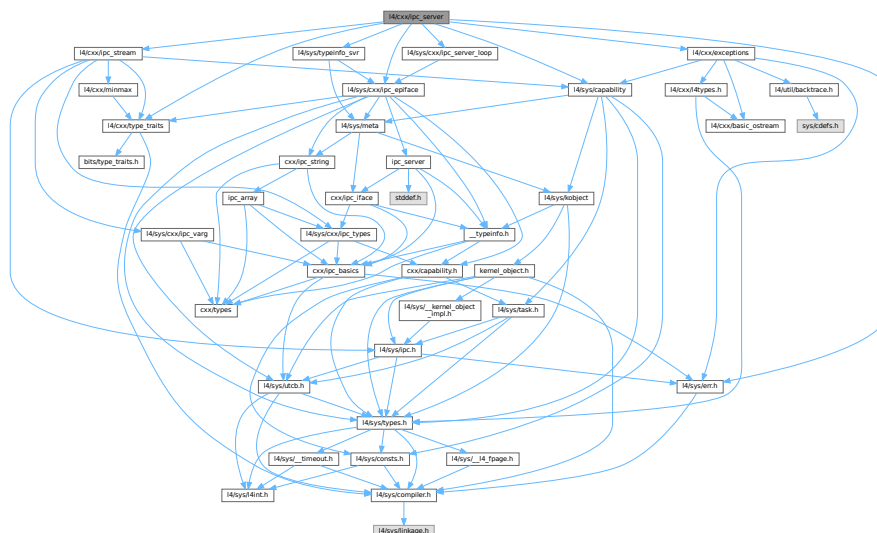 l4/cxx/ipc_server
l4/cxx/ipc_stream
l4/sys/typeinfo_svr
l4/sys/cxx/ipc_server_loop
l4/cxx/exceptions
l4/cxx/minmax
l4/sys/cxx/ipc_epiface
l4/sys/capability
l4/cxx/l4types.h
l4/util/backtrace.h
l4/cxx/type_traits
l4/sys/meta
l4/cxx/basic_ostream
sys/cdefs.h
bits/type_traits.h
cxx/ipc_string
ipc_server
ipc_array
cxx/ipc_iface
stddef.h
l4/sys/kobject
l4/sys/cxx/ipc_varg
l4/sys/cxx/ipc_types
__typeinfo.h
cxx/ipc_basics
cxx/capability.h
kernel_object.h
cxx/types
l4/sys/__kernel_object
_impl.h
l4/sys/task.h
l4/sys/ipc.h
l4/sys/utcb.h
l4/sys/err.h
l4/sys/types.h
l4/sys/__timeout.h
l4/sys/consts.h
l4/sys/__l4_fpage.h
l4/sys/l4int.h
l4/sys/compiler.h
l4/sys/linkage.h